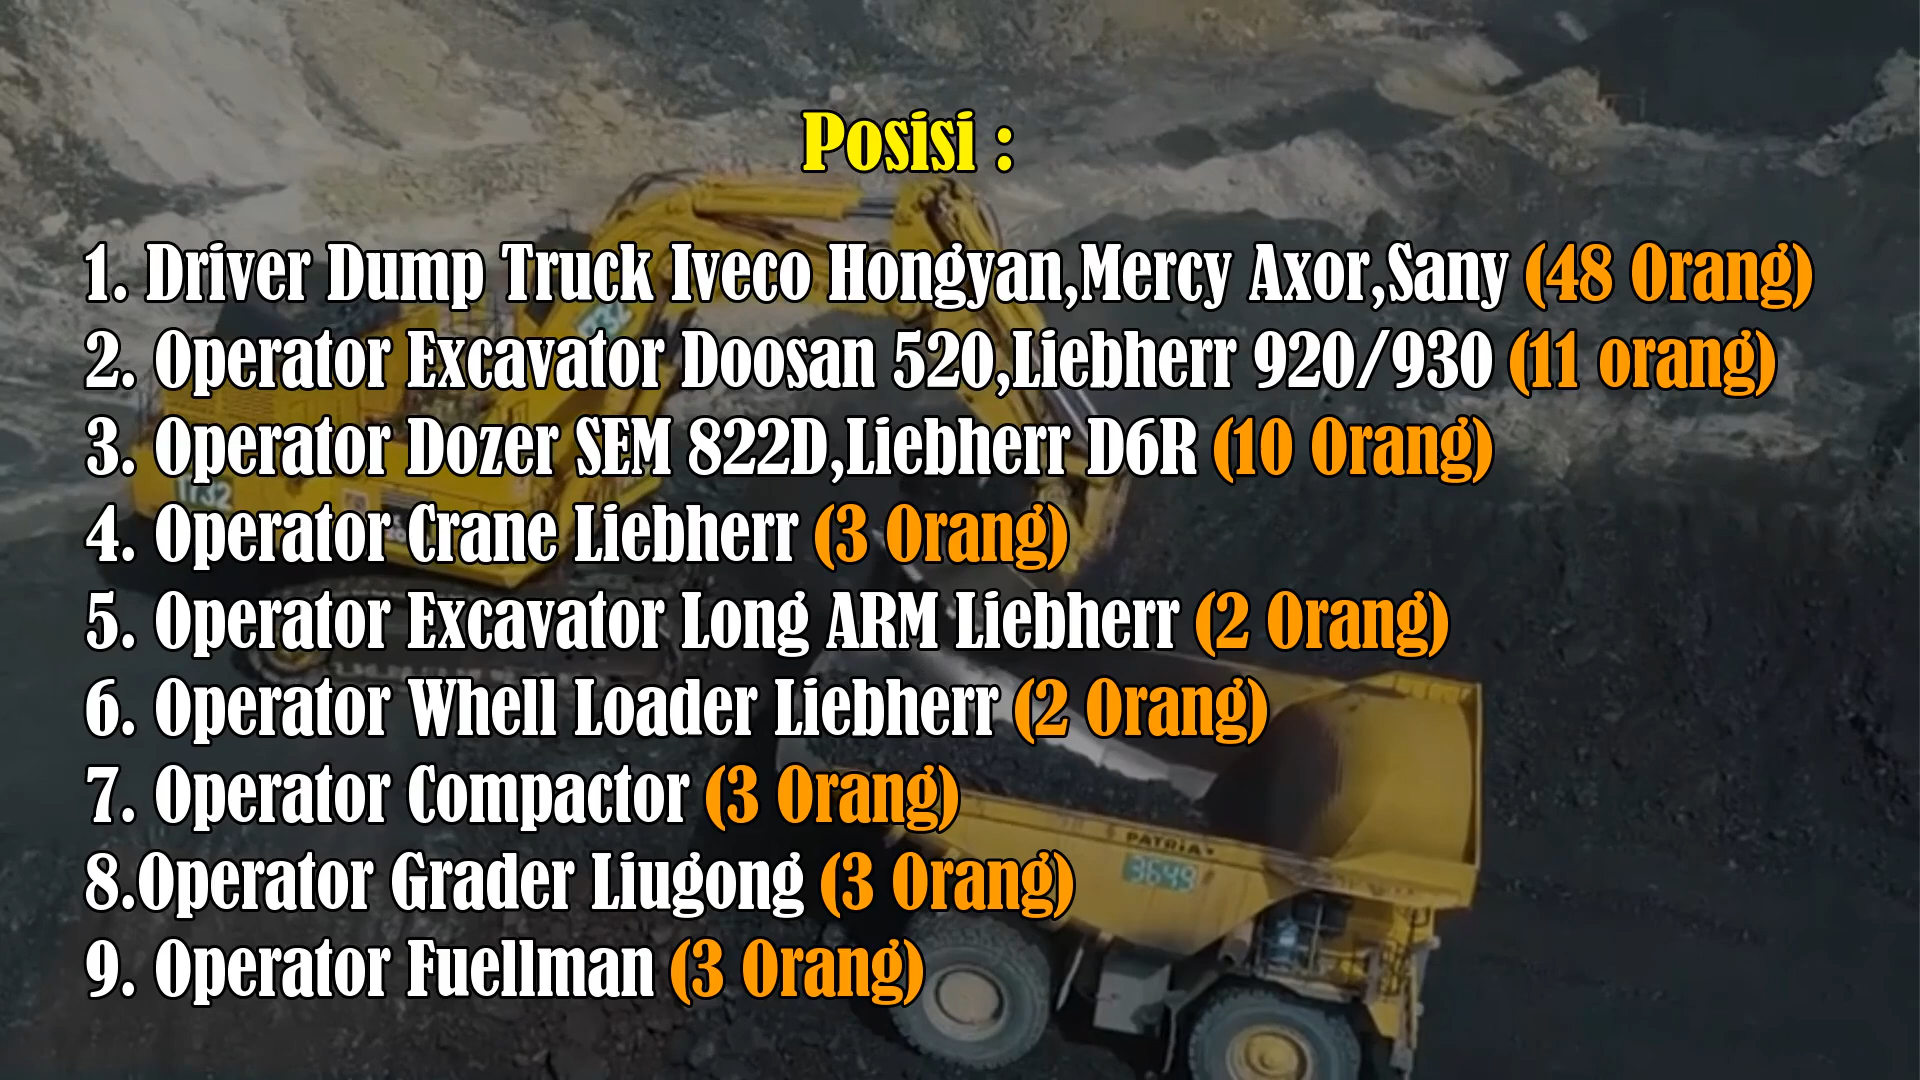 Posisi :
1. Driver Dump Truck Iveco Hongyan,Mercy Axor,Sany (48 Orang)
2. Operator Excavator Doosan 520,Liebherr 920/930 (11 orang)
3. Operator Dozer SEM 822D,Liebherr D6R (10 Orang)
4. Operator Crane Liebherr (3 Orang)
5. Operator Excavator Long ARM Liebherr (2 Orang)
6. Operator Whell Loader Liebherr (2 Orang)
7. Operator Compactor (3 Orang)
PATRIA
8.Operator Grader Liugong (3 Orang)
3649
9. Operator Fuellman (3 Orang)